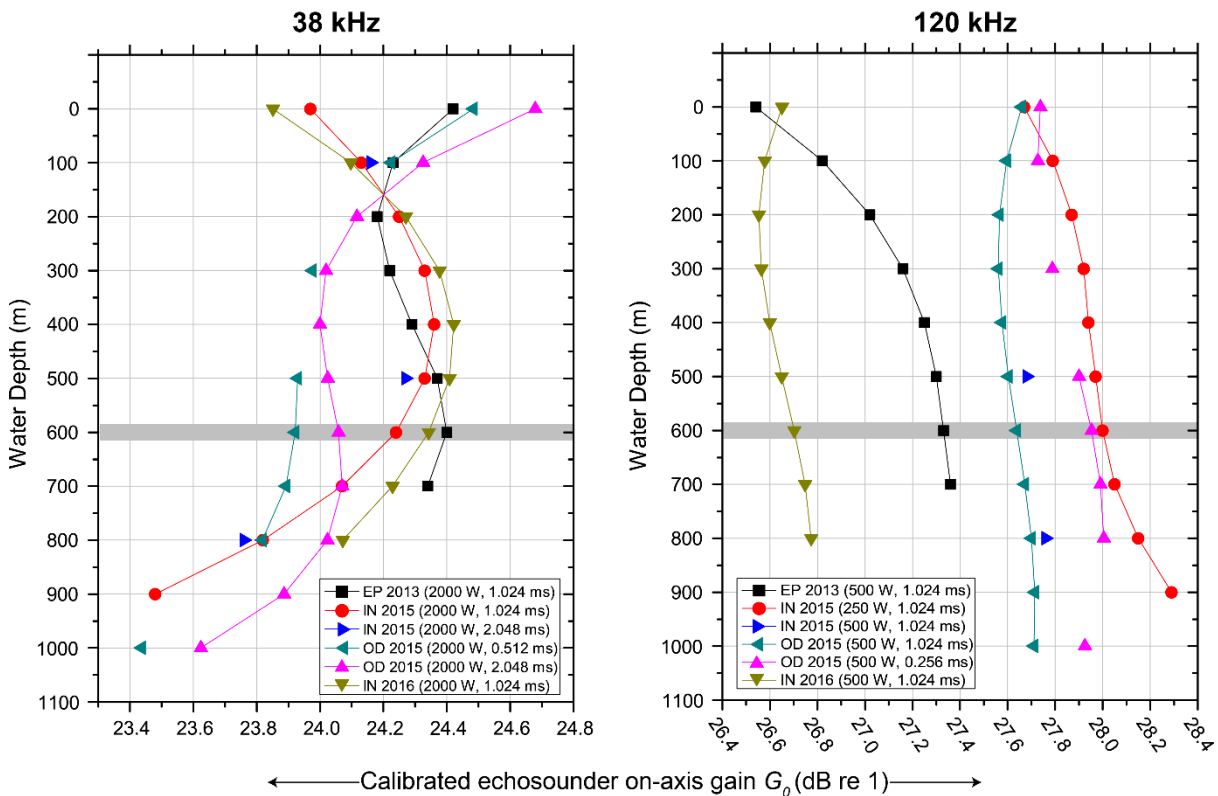 38 kHz
120 kHz
Water Depth (m)
0
100
200
300
400
500
600
700
800
900
1000
1100
23.4
23.6
23.8
24.0
24.2
24.4
24.6
24.8
EP 2013 (2000 W, 1.024 ms)
IN 2015 (2000 W, 1.024 ms)
IN 2015 (2000 W, 2.048 ms)
OD 2015 (2000 W, 0.512 ms)
OD 2015 (2000 W, 2.048 ms)
IN 2016 (2000 W, 1.024 ms)
Water Depth (m)
0
100
200
300
400
500
600
700
800
900
1000
1100
26.4
26.6
26.8
27.0
27.2
27.4
27.6
27.8
28.0
28.2
28.4
EP 2013 (500 W, 1.024 ms)
IN 2015 (250 W, 1.024 ms)
IN 2015 (500 W, 1.024 ms)
OD 2015 (500 W, 1.024 ms)
OD 2015 (500 W, 0.256 ms)
IN 2016 (500 W, 1.024 ms)
Calibrated echosounder on-axis gain G0 (dB re 1)